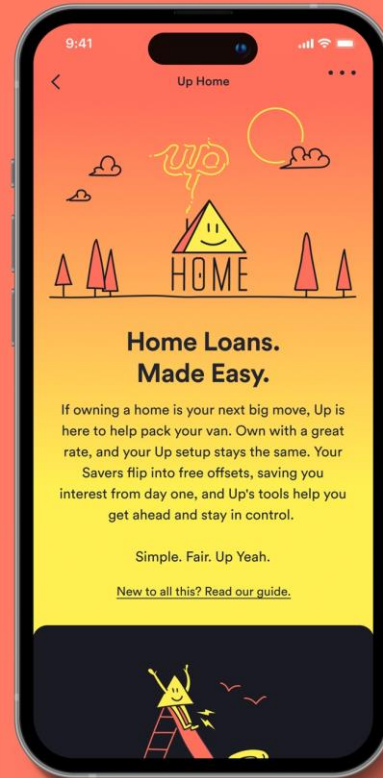 9:41
Up Home
up
HOME
Home Loans.
Made Easy.
If owning a home is your next big move, Up is
here to help pack your van. Own with a great
rate, and your Up setup stays the same. Your
Savers flip into free offsets, saving you
interest from day one, and Up's tools help you
get ahead and stay in control.
Simple. Fair. Up Yeah.
New to all this? Read our guide.